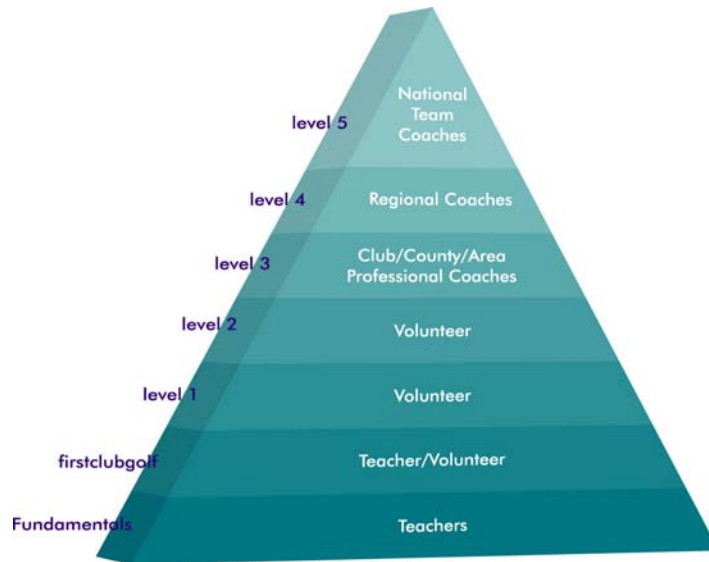 National
Team
Coaches
level 5
level 4
Regional Coaches
level 3
Club/County/Area
Professional Coaches
level 2
Volunteer
level 1
Volunteer
firstclubgolf
Teacher/Volunteer
Fundamentals
Teachers